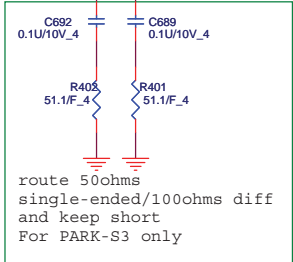 C692
0.1U/10V_4
C689
0.1U/10V_4
R402
51.1/F_4
R401
51.1/F_4
route 50ohms
single-ended/100ohms diff
and keep short
For PARK-S3 only